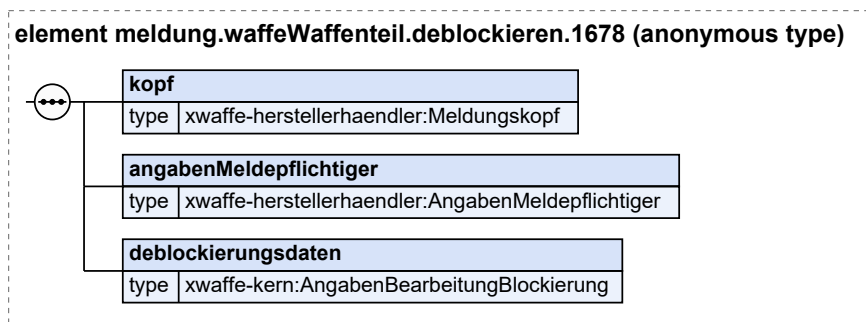 element meldung.waffeWaffenteil.deblockieren.1678 (anonymous type)
kopf
type xwaffe-herstellerhaendler:Meldungskopf
angabenMeldepflichtiger
type xwaffe-herstellerhaendler:AngabenMeldepflichtiger
deblockierungsdaten
type xwaffe-kern:AngabenBearbeitungBlockierung